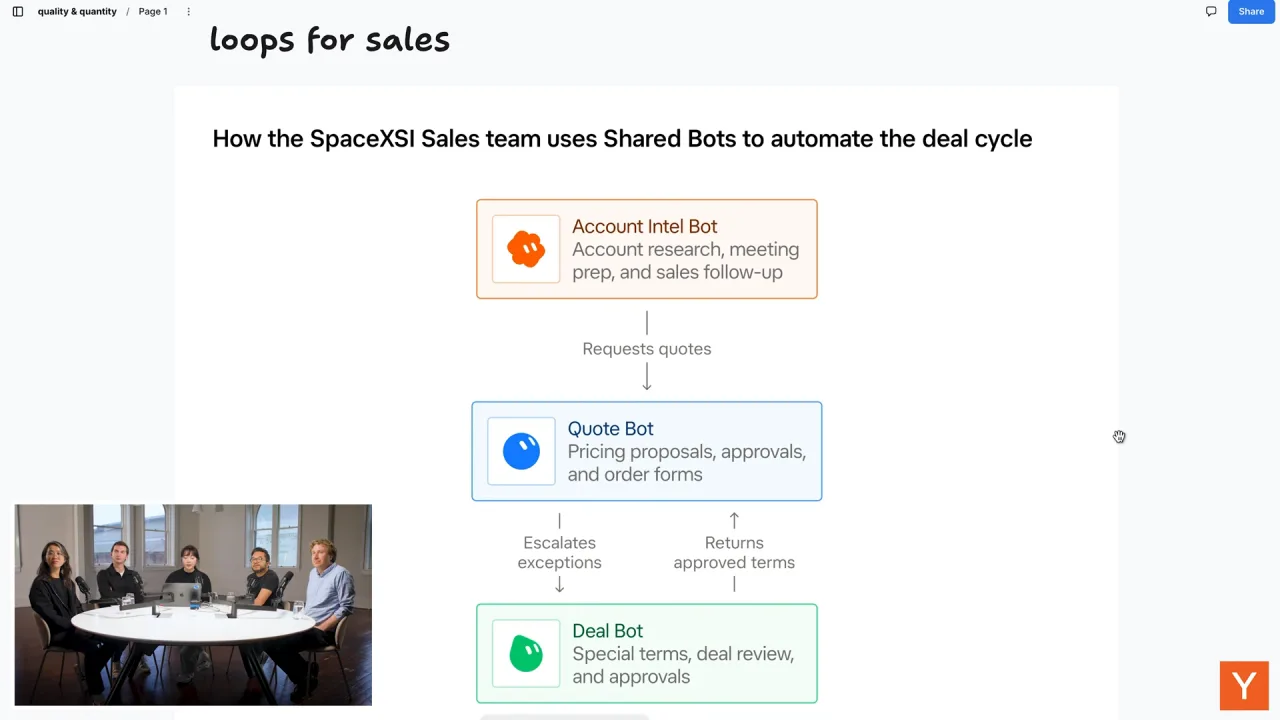 quality & quantity / Page 1
Share
loops for sales
How the SpaceXSI Sales team uses Shared Bots to automate the deal cycle
Account Intel Bot
Account research, meeting
prep, and sales follow-up
Requests quotes
Quote Bot
Pricing proposals, approvals,
and order forms
Escalates
exceptions
Returns
approved terms
Deal Bot
Special terms, deal review,
and approvals
Y